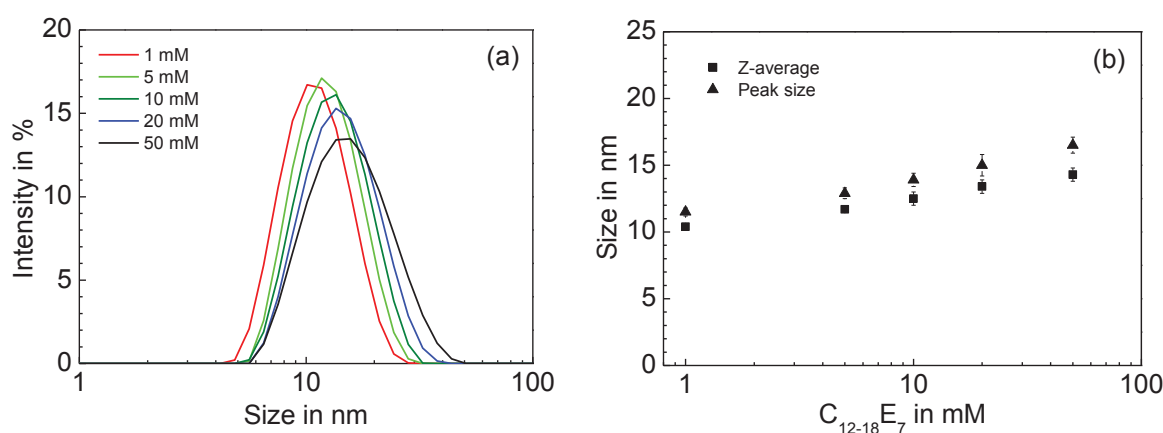 (a)
20
15
10
5
0
Intensity in %
1 mM
5 mM
10 mM
20 mM
50 mM
1 10 100
Size in nm
(b)
25
20
15
10
5
0
Size in nm
Z-average
Peak size
1 10 100
C₁₂₋₁₈E₇ in mM